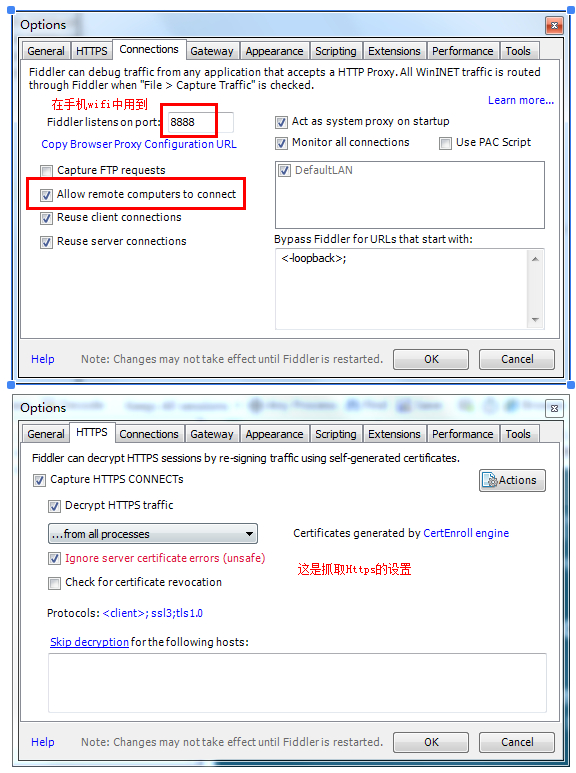 Options
General HTTPS Connections Gateway Appearance Scripting Extensions Performance Tools
Fiddler can debug traffic from any application that accepts a HTTP Proxy. All WinINET traffic is routed
through Fiddler when "File > Capture Traffic" is checked.
Learn more...
在手机wifi中用到
Fiddler listens on port: 8888
Act as system proxy on startup
Copy Browser Proxy Configuration URL
Monitor all connections Use PAC Script
Capture FTP requests
DefaultLAN
Allow remote computers to connect
Reuse client connections
Reuse server connections
Bypass Fiddler for URLs that start with:
<-loopback>;
Help Note: Changes may not take effect until Fiddler is restarted. OK Cancel
Options
General HTTPS Connections Gateway Appearance Scripting Extensions Performance Tools
Fiddler can decrypt HTTPS sessions by re-signing traffic using self-generated certificates.
Capture HTTPS CONNECTs
Actions
Decrypt HTTPS traffic
...from all processes
Certificates generated by CertEnroll engine
Ignore server certificate errors (unsafe)
这是抓取Https的设置
Check for certificate revocation
Protocols: <client>; ssl3;tls1.0
Skip decryption for the following hosts:
Help Note: Changes may not take effect until Fiddler is restarted. OK Cancel